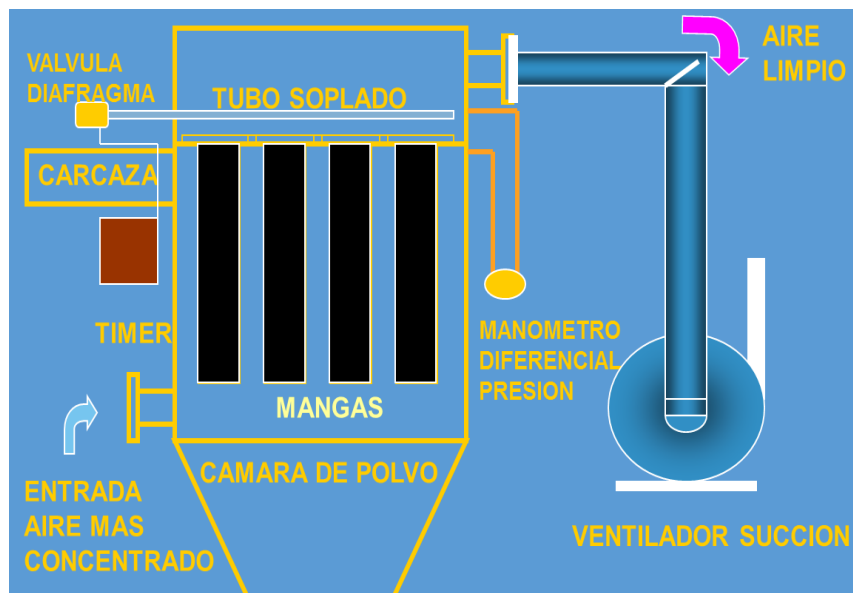 VALVULA
DIAFRAGMA
TUBO SOPLADO
AIRE
LIMPIO
CARCAZA
TIMER
MANOMETRO
DIFERENCIAL
PRESION
MANGAS
CAMARA DE POLVO
ENTRADA
AIRE MAS
CONCENTRADO
VENTILADOR SUCCION